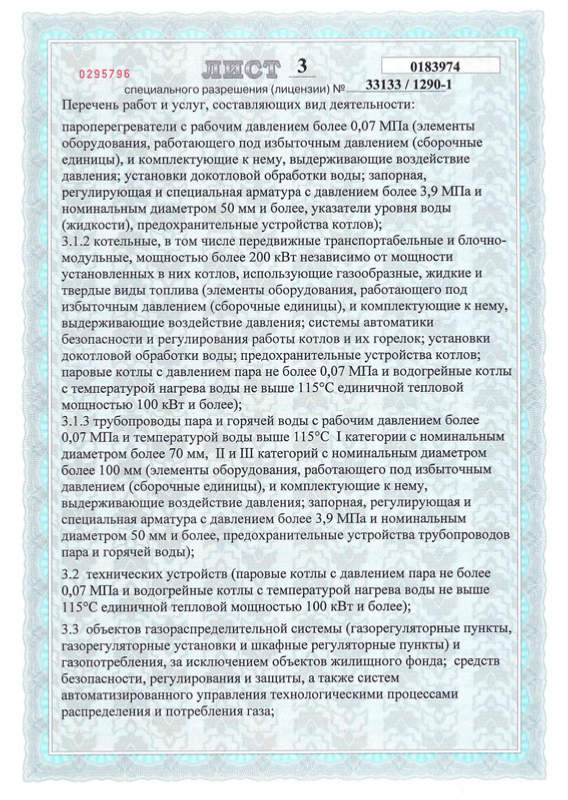 0295796
ЛИСТ 3
0183974
специального разрешения (лицензии) № 33133 / 1290-1
Перечень работ и услуг, составляющих вид деятельности:
пароперегреватели с рабочим давлением более 0,07 МПа (элементы
оборудования, работающего под избыточным давлением (сборочные
единицы), и комплектующие к нему, выдерживающие воздействие
давления; установки докотловой обработки воды; запорная,
регулирующая и специальная арматура с давлением более 3,9 МПа и
номинальным диаметром 50 мм и более, указатели уровня воды
(жидкости), предохранительные устройства котлов);
3.1.2 котельные, в том числе передвижные транспортабельные и блочно-
модульные, мощностью более 200 кВт независимо от мощности
установленных в них котлов, использующие газообразные, жидкие и
твердые виды топлива (элементы оборудования, работающего под
избыточным давлением (сборочные единицы), и комплектующие к нему,
выдерживающие воздействие давления; системы автоматики
безопасности и регулирования работы котлов и их горелок; установки
докотловой обработки воды; предохранительные устройства котлов;
паровые котлы с давлением пара не более 0,07 МПа и водогрейные котлы
с температурой нагрева воды не выше 115°С единичной тепловой
мощностью 100 кВт и более);
3.1.3 трубопроводы пара и горячей воды с рабочим давлением более
0,07 МПа и температурой воды выше 115°С I категории с номинальным
диаметром более 70 мм, II и III категорий с номинальным диаметром
более 100 мм (элементы оборудования, работающего под избыточным
давлением (сборочные единицы), и комплектующие к нему,
выдерживающие воздействие давления; запорная, регулирующая и
специальная арматура с давлением более 3,9 МПа и номинальным
диаметром 50 мм и более, предохранительные устройства трубопроводов
пара и горячей воды);
3.2 технических устройств (паровые котлы с давлением пара не более
0,07 МПа и водогрейные котлы с температурой нагрева воды не выше
115°С единичной тепловой мощностью 100 кВт и более);
3.3 объектов газораспределительной системы (газорегуляторные пункты,
газорегуляторные установки и шкафные регуляторные пункты) и
газопотребления, за исключением объектов жилищного фонда; средств
безопасности, регулирования и защиты, а также систем
автоматизированного управления технологическими процессами
распределения и потребления газа;